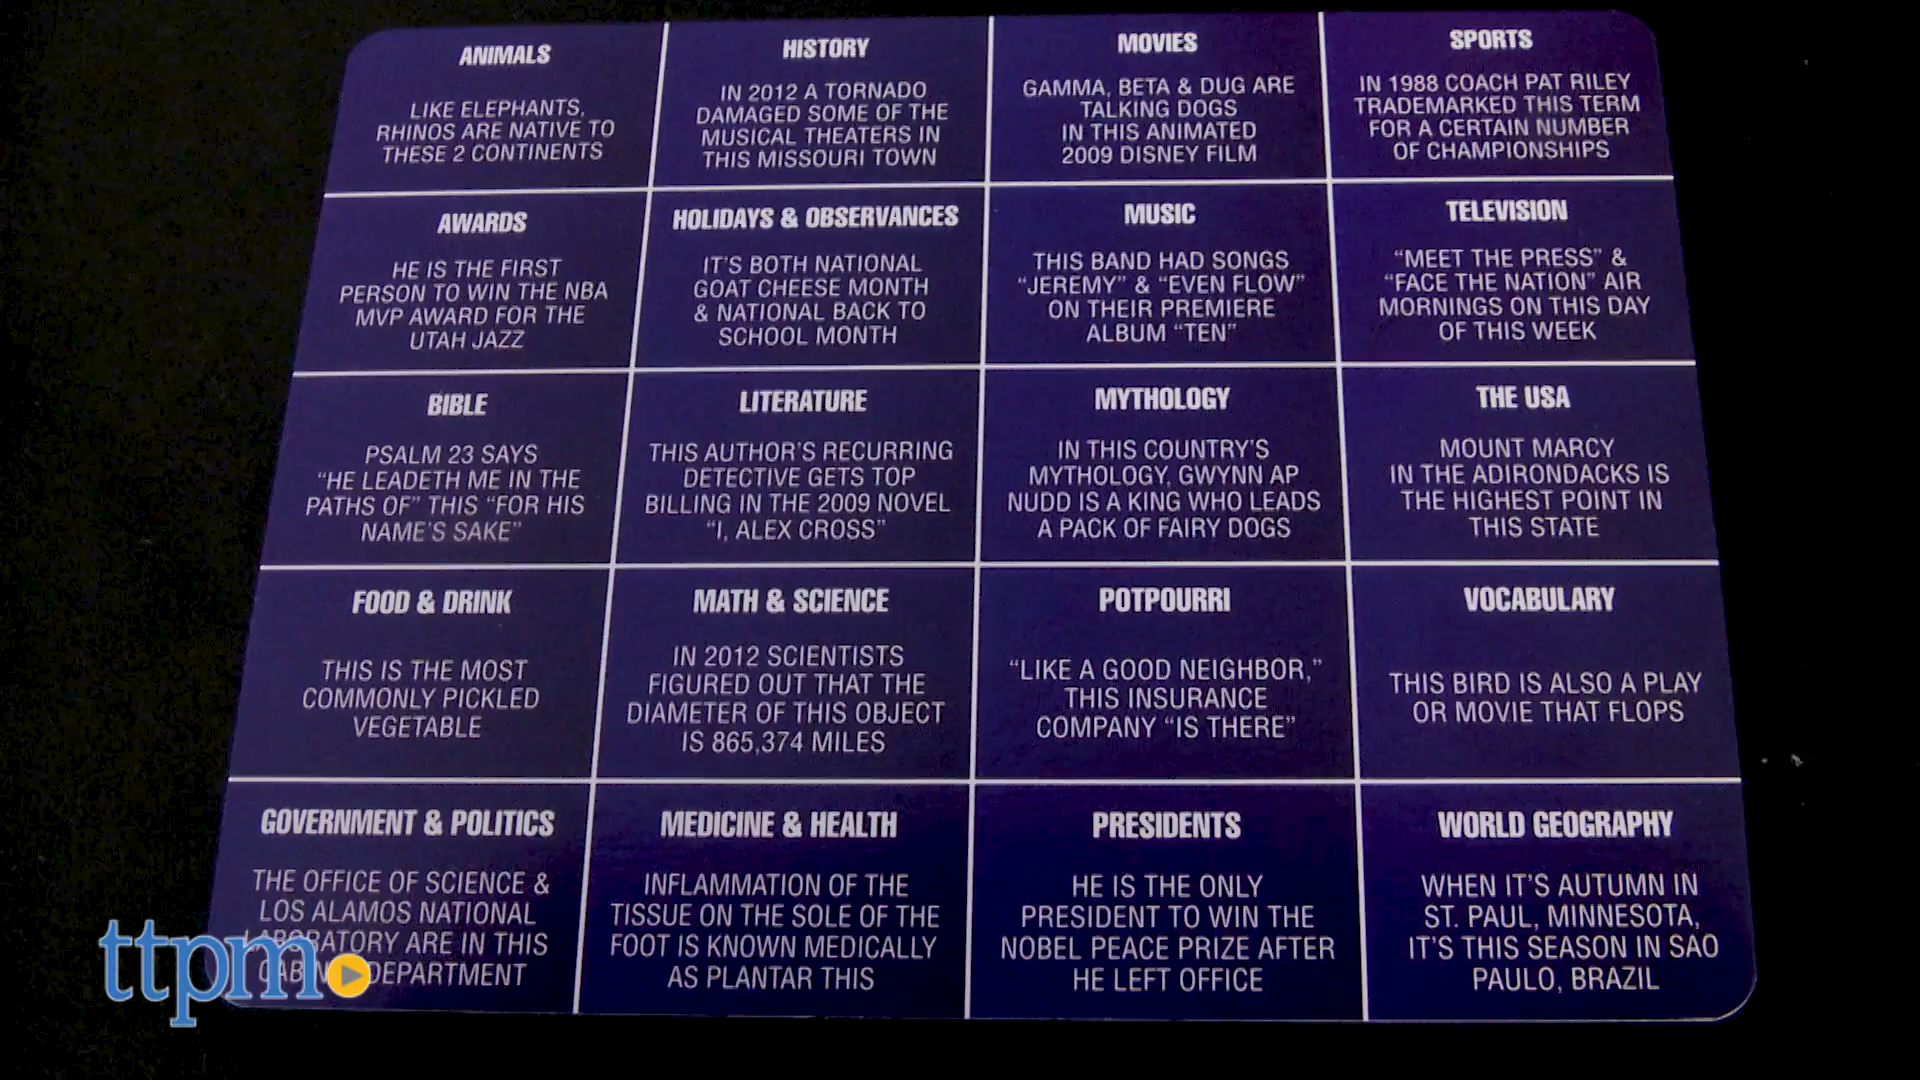 ANIMALS
LIKE ELEPHANTS,
RHINOS ARE NATIVE TO
THESE 2 CONTINENTS
HISTORY
IN 2012 A TORNADO
DAMAGED SOME OF THE
MUSICAL THEATERS IN
THIS MISSOURI TOWN
MOVIES
GAMMA, BETA & DUG ARE
TALKING DOGS
IN THIS ANIMATED
2009 DISNEY FILM
SPORTS
IN 1988 COACH PAT RILEY
TRADEMARKED THIS TERM
FOR A CERTAIN NUMBER
OF CHAMPIONSHIPS
AWARDS
HE IS THE FIRST
PERSON TO WIN THE NBA
MVP AWARD FOR THE
UTAH JAZZ
HOLIDAYS & OBSERVANCES
IT'S BOTH NATIONAL
GOAT CHEESE MONTH
& NATIONAL BACK TO
SCHOOL MONTH
MUSIC
THIS BAND HAD SONGS
“JEREMY” & “EVEN FLOW”
ON THEIR PREMIERE
ALBUM “TEN”
TELEVISION
“MEET THE PRESS” &
“FACE THE NATION” AIR
MORNINGS ON THIS DAY
OF THIS WEEK
BIBLE
PSALM 23 SAYS
“HE LEADETH ME IN THE
PATHS OF” THIS “FOR HIS
NAME'S SAKE”
LITERATURE
THIS AUTHOR'S RECURRING
DETECTIVE GETS TOP
BILLING IN THE 2009 NOVEL
“I, ALEX CROSS”
MYTHOLOGY
IN THIS COUNTRY'S
MYTHOLOGY, GWYNN AP
NUDD IS A KING WHO LEADS
A PACK OF FAIRY DOGS
THE USA
MOUNT MARCY
IN THE ADIRONDACKS IS
THE HIGHEST POINT IN
THIS STATE
FOOD & DRINK
THIS IS THE MOST
COMMONLY PICKLED
VEGETABLE
MATH & SCIENCE
IN 2012 SCIENTISTS
FIGURED OUT THAT THE
DIAMETER OF THIS OBJECT
IS 865,374 MILES
POTPOURRI
“LIKE A GOOD NEIGHBOR,”
THIS INSURANCE
COMPANY “IS THERE”
VOCABULARY
THIS BIRD IS ALSO A PLAY
OR MOVIE THAT FLOPS
GOVERNMENT & POLITICS
THE OFFICE OF SCIENCE &
LOS ALAMOS NATIONAL
LABORATORY ARE IN THIS
CABINET DEPARTMENT
MEDICINE & HEALTH
INFLAMMATION OF THE
TISSUE ON THE SOLE OF THE
FOOT IS KNOWN MEDICALLY
AS PLANTAR THIS
PRESIDENTS
HE IS THE ONLY
PRESIDENT TO WIN THE
NOBEL PEACE PRIZE AFTER
HE LEFT OFFICE
WORLD GEOGRAPHY
WHEN IT'S AUTUMN IN
ST. PAUL, MINNESOTA,
IT'S THIS SEASON IN SAO
PAULO, BRAZIL
ttpm